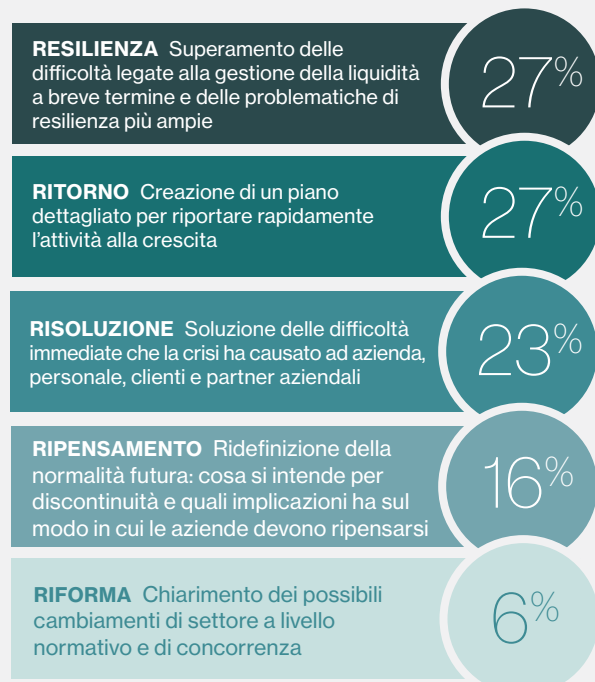 RESILIENZA Superamento delle
difficoltà legate alla gestione della liquidità
a breve termine e delle problematiche di
resilienza più ampie
27%
RITORNO Creazione di un piano
dettagliato per riportare rapidamente
l’attività alla crescita
27%
RISOLUZIONE Soluzione delle difficoltà
immediate che la crisi ha causato ad azienda,
personale, clienti e partner aziendali
23%
RIPENSAMENTO Ridefinizione della
normalità futura: cosa si intende per
discontinuità e quali implicazioni ha sul
modo in cui le aziende devono ripensarsi
16%
RIFORMA Chiarimento dei possibili
cambiamenti di settore a livello
normativo e di concorrenza
6%